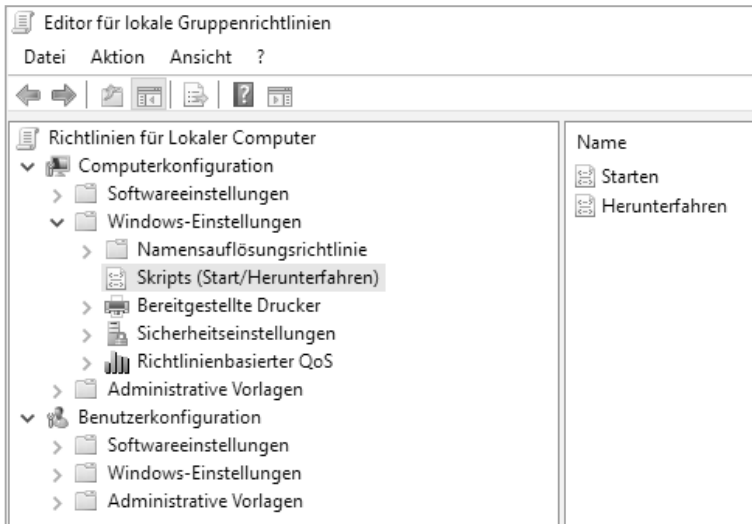 Editor für lokale Gruppenrichtlinien
Datei Aktion Ansicht ?
Richtlinien für Lokaler Computer
Computerkonfiguration
Softwareeinstellungen
Windows-Einstellungen
Namensauflösungsrichtlinie
Skripts (Start/Herunterfahren)
Bereitgestellte Drucker
Sicherheitseinstellungen
Richtlinienbasierter QoS
Administrative Vorlagen
Benutzerkonfiguration
Softwareeinstellungen
Windows-Einstellungen
Administrative Vorlagen
Name
Starten
Herunterfahren